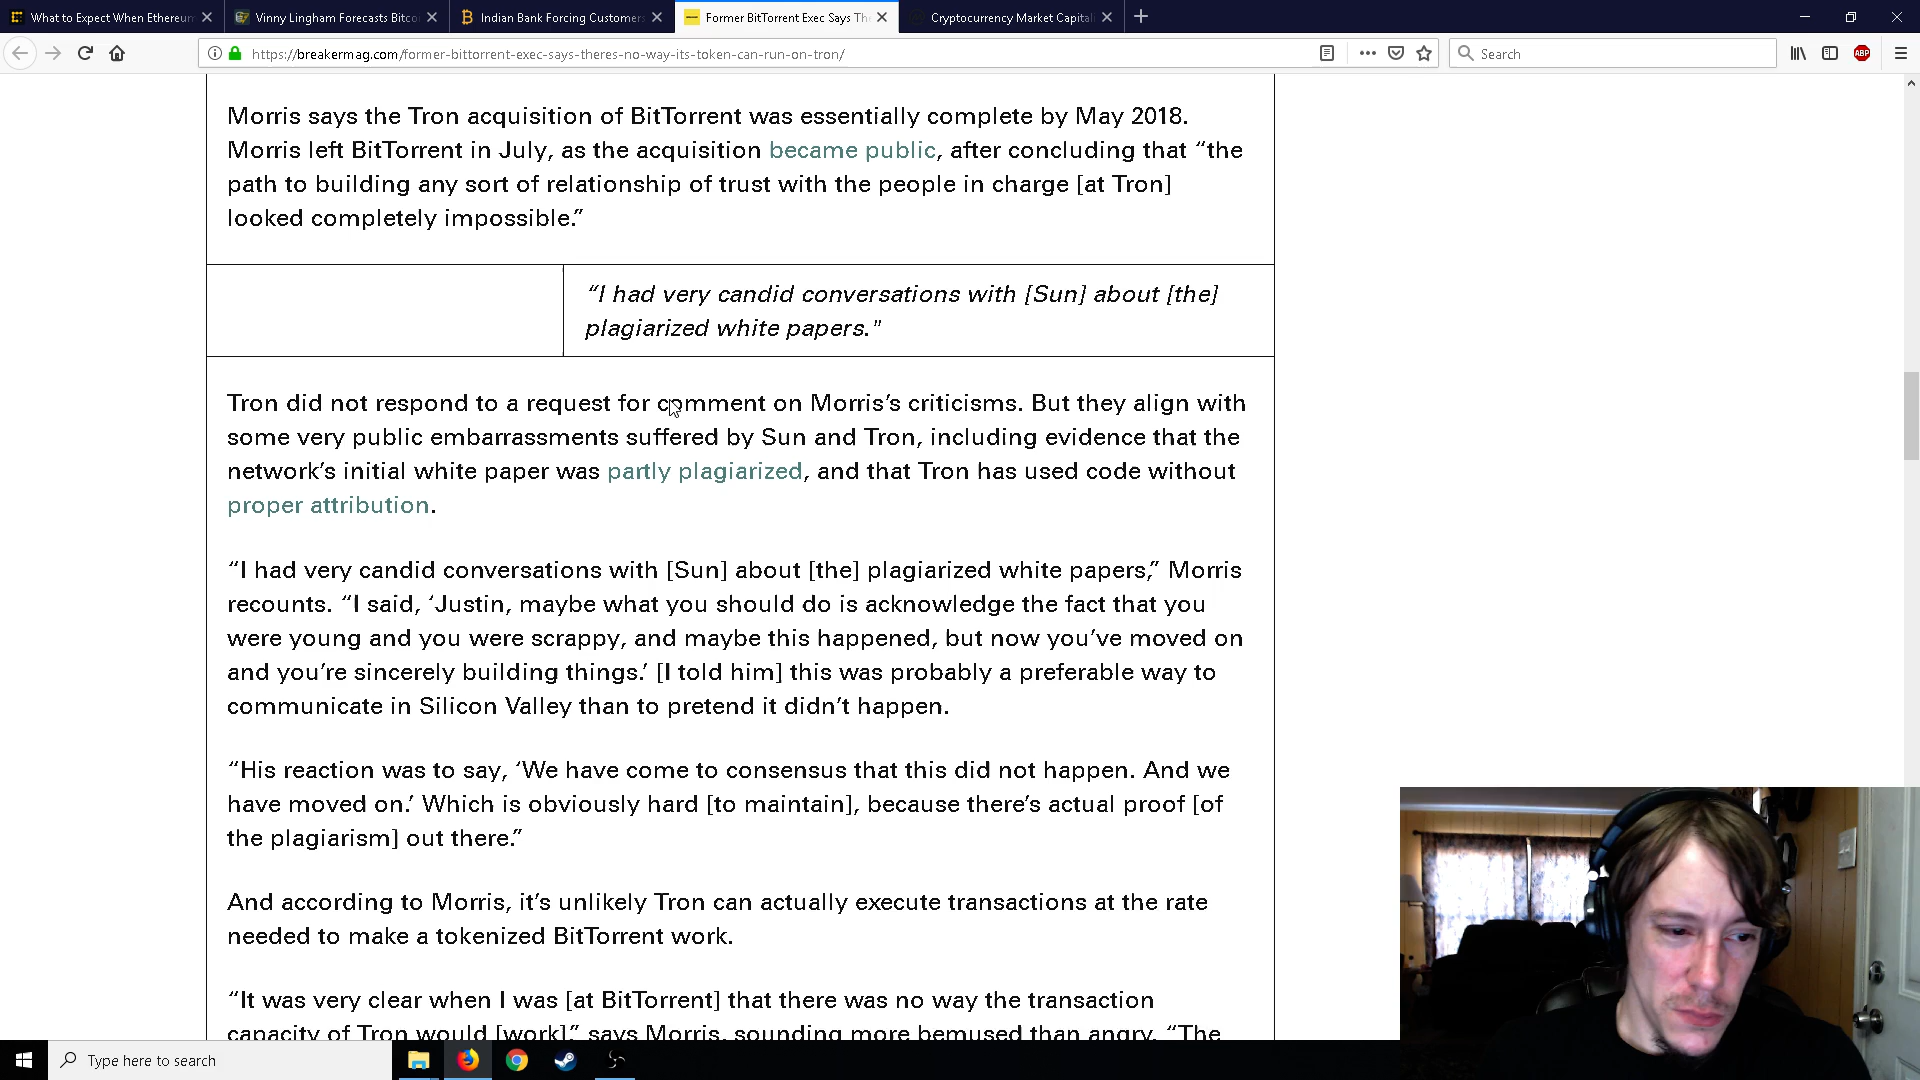 What to Expect When Ethereum
Vinny Lingham Forecasts Bitco
Indian Bank Forcing Customers
Former BitTorrent Exec Says The
Cryptocurrency Market Capitali
https://breakermag.com/former-bittorrent-exec-says-theres-no-way-its-token-can-run-on-tron/
Search
ABP
Morris says the Tron acquisition of BitTorrent was essentially complete by May 2018.
Morris left BitTorrent in July, as the acquisition became public, after concluding that “the
path to building any sort of relationship of trust with the people in charge [at Tron]
looked completely impossible.”
“I had very candid conversations with [Sun] about [the]
plagiarized white papers."
Tron did not respond to a request for comment on Morris’s criticisms. But they align with
some very public embarrassments suffered by Sun and Tron, including evidence that the
network’s initial white paper was partly plagiarized, and that Tron has used code without
proper attribution.
“I had very candid conversations with [Sun] about [the] plagiarized white papers,” Morris
recounts. “I said, ‘Justin, maybe what you should do is acknowledge the fact that you
were young and you were scrappy, and maybe this happened, but now you’ve moved on
and you’re sincerely building things.’ [I told him] this was probably a preferable way to
communicate in Silicon Valley than to pretend it didn’t happen.
“His reaction was to say, ‘We have come to consensus that this did not happen. And we
have moved on.’ Which is obviously hard [to maintain], because there’s actual proof [of
the plagiarism] out there.”
And according to Morris, it’s unlikely Tron can actually execute transactions at the rate
needed to make a tokenized BitTorrent work.
“It was very clear when I was [at BitTorrent] that there was no way the transaction
capacity of Tron would [work],” says Morris, sounding more bemused than angry. “The
Type here to search